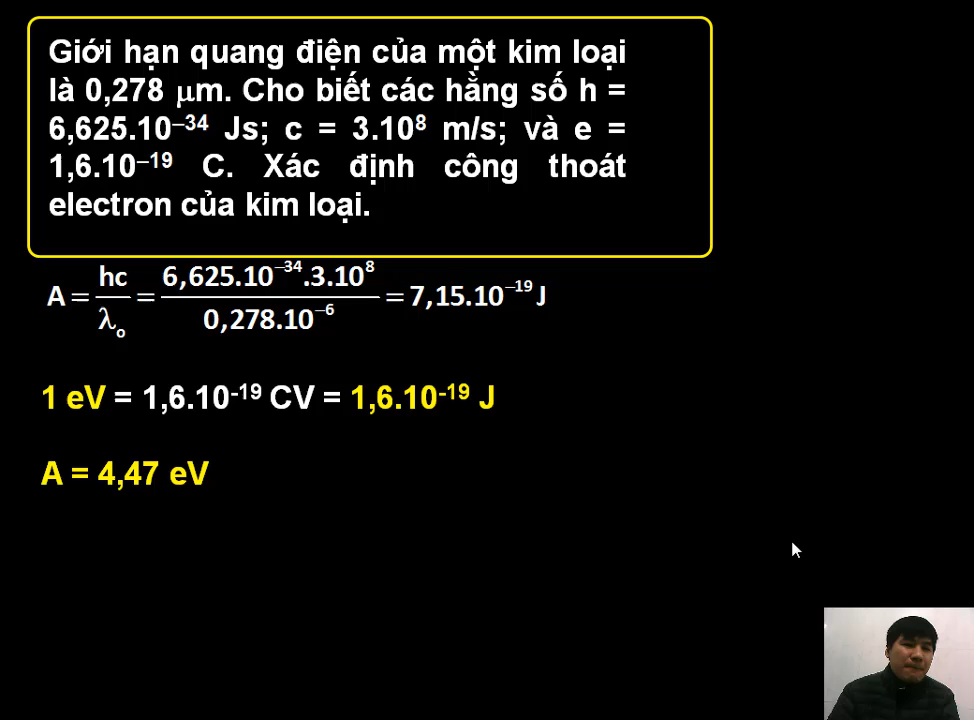 Giới hạn quang điện của một kim loại
là 0,278 μm. Cho biết các hằng số h =
6,625.10⁻³⁴ Js; c = 3.10⁸ m/s; và e =
1,6.10⁻¹⁹ C. Xác định công thoát
electron của kim loại.
A = hc/λₒ = 6,625.10⁻³⁴.3.10⁸/0,278.10⁻⁶ = 7,15.10⁻¹⁹ J
1 eV = 1,6.10⁻¹⁹ CV = 1,6.10⁻¹⁹ J
A = 4,47 eV